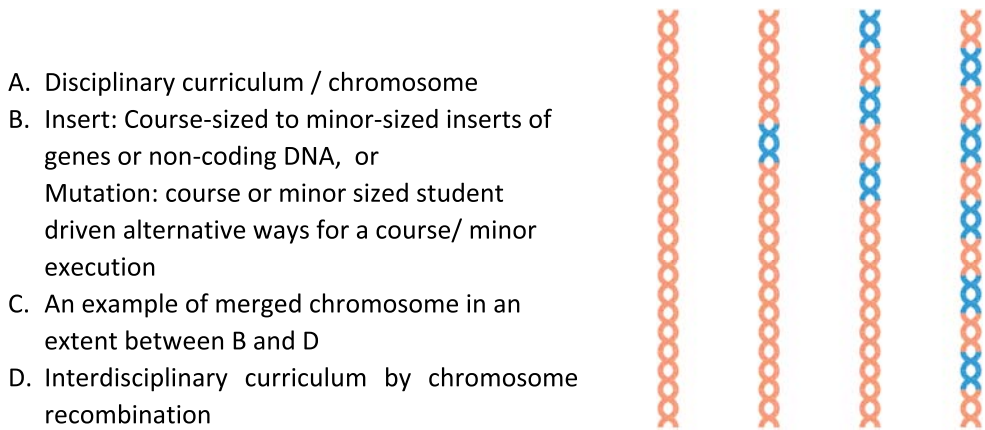 A. Disciplinary curriculum / chromosome
B. Insert: Course-sized to minor-sized inserts of
genes or non-coding DNA, or
Mutation: course or minor sized student
driven alternative ways for a course/ minor
execution
C. An example of merged chromosome in an
extent between B and D
D. Interdisciplinary curriculum by chromosome
recombination